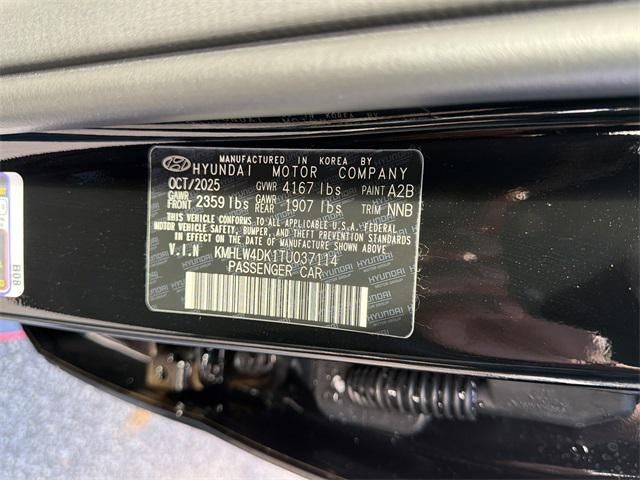 MANUFACTURED IN KOREA BY
HYUNDAI MOTOR COMPANY
OCT/2025 GVWR 4167 lbs PAINT A2B
GAWR FRONT 2359 lbs GAWR REAR 1907 lbs TRIM NNB
THIS VEHICLE CONFORMS TO ALL APPLICABLE U.S.A. FEDERAL
MOTOR VEHICLE SAFETY, BUMPER, AND THEFT PREVENTION STANDARDS
IN EFFECT ON THE DATE OF MANUFACTURE SHOWN ABOVE.
V.I.N KMHLW4DK1TU037114
PASSENGER CAR
B08